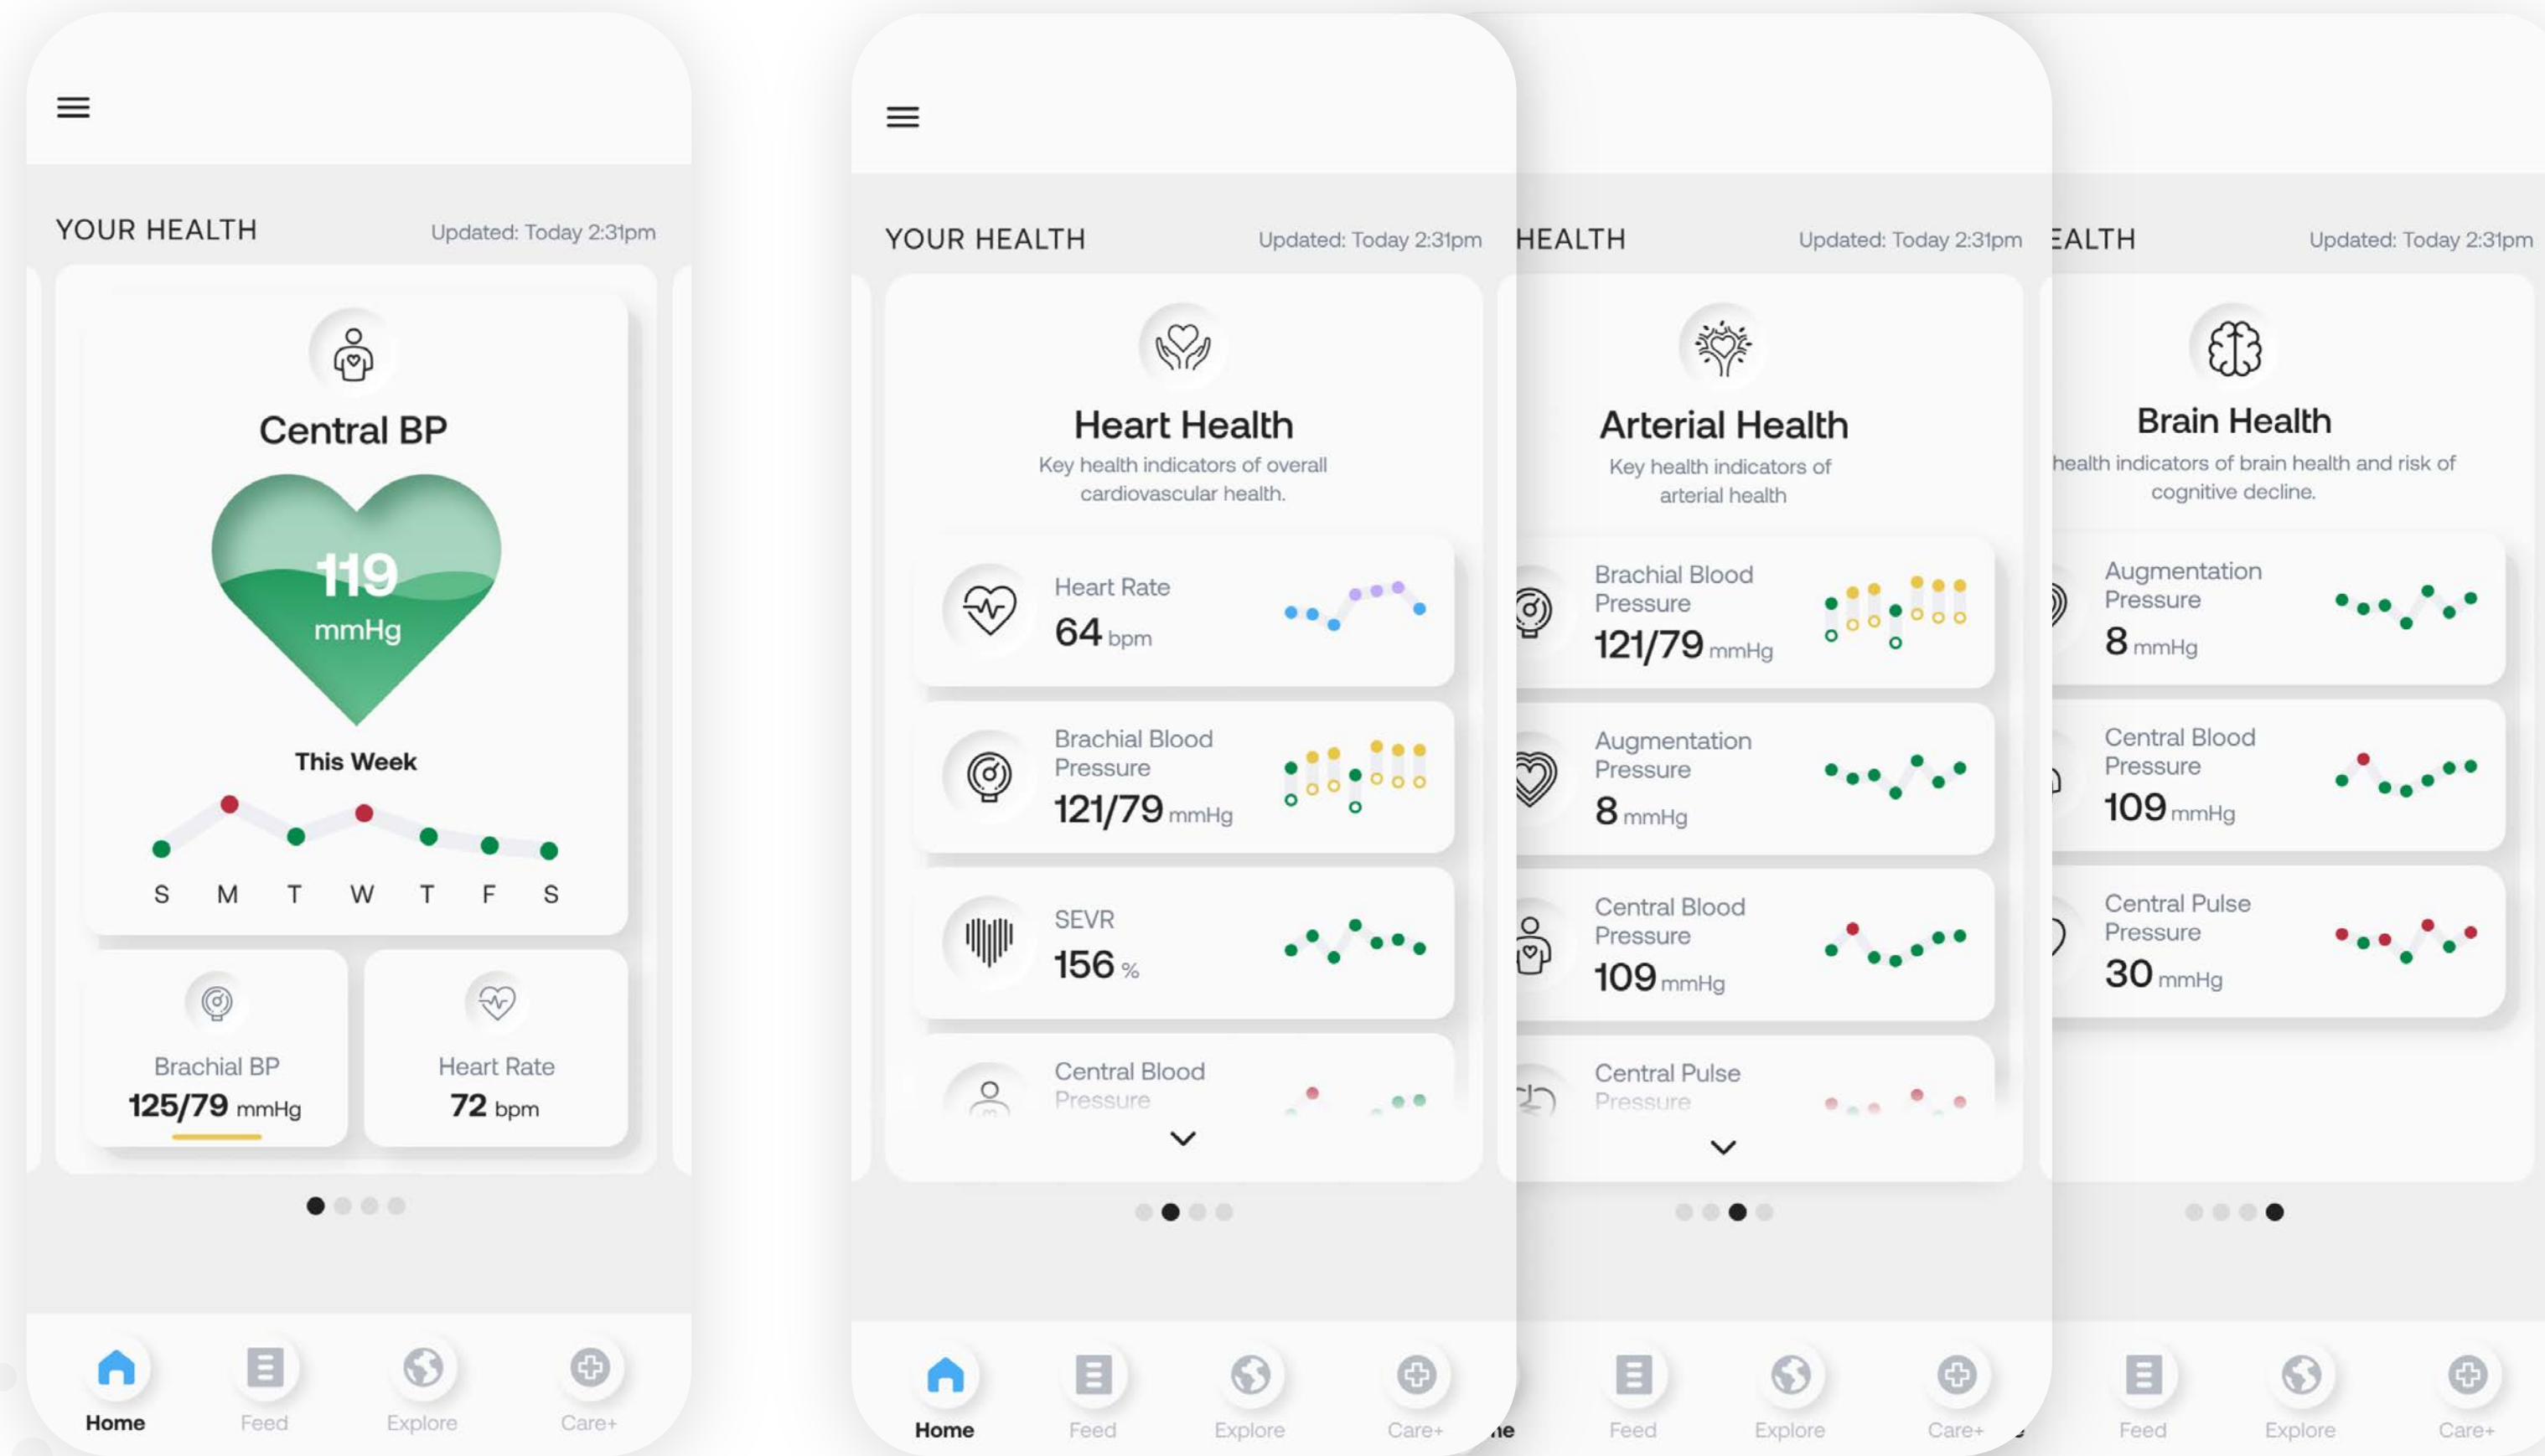 YOUR HEALTH
Updated: Today 2:31pm
Central BP
119
mmHg
This Week
S M T W T F S
Brachial BP
125/79 mmHg
Heart Rate
72 bpm
Home
Feed
Explore
Care+
YOUR HEALTH
Updated: Today 2:31pm
Heart Health
Key health indicators of overall
cardiovascular health.
Heart Rate
64 bpm
Brachial Blood
Pressure
121/79 mmHg
SEVR
156 %
Central Blood
Pressure
Home
Feed
Explore
Care+
HEALTH
Updated: Today 2:31pm
Arterial Health
Key health indicators of
arterial health
Brachial Blood
Pressure
121/79 mmHg
Augmentation
Pressure
8 mmHg
Central Blood
Pressure
109 mmHg
Central Pulse
Pressure
ne
Feed
Explore
Care+
EALTH
Updated: Today 2:31pm
Brain Health
health indicators of brain health and risk of
cognitive decline.
Augmentation
Pressure
8 mmHg
Central Blood
Pressure
109 mmHg
Central Pulse
Pressure
30 mmHg
e
Feed
Explore
Care+